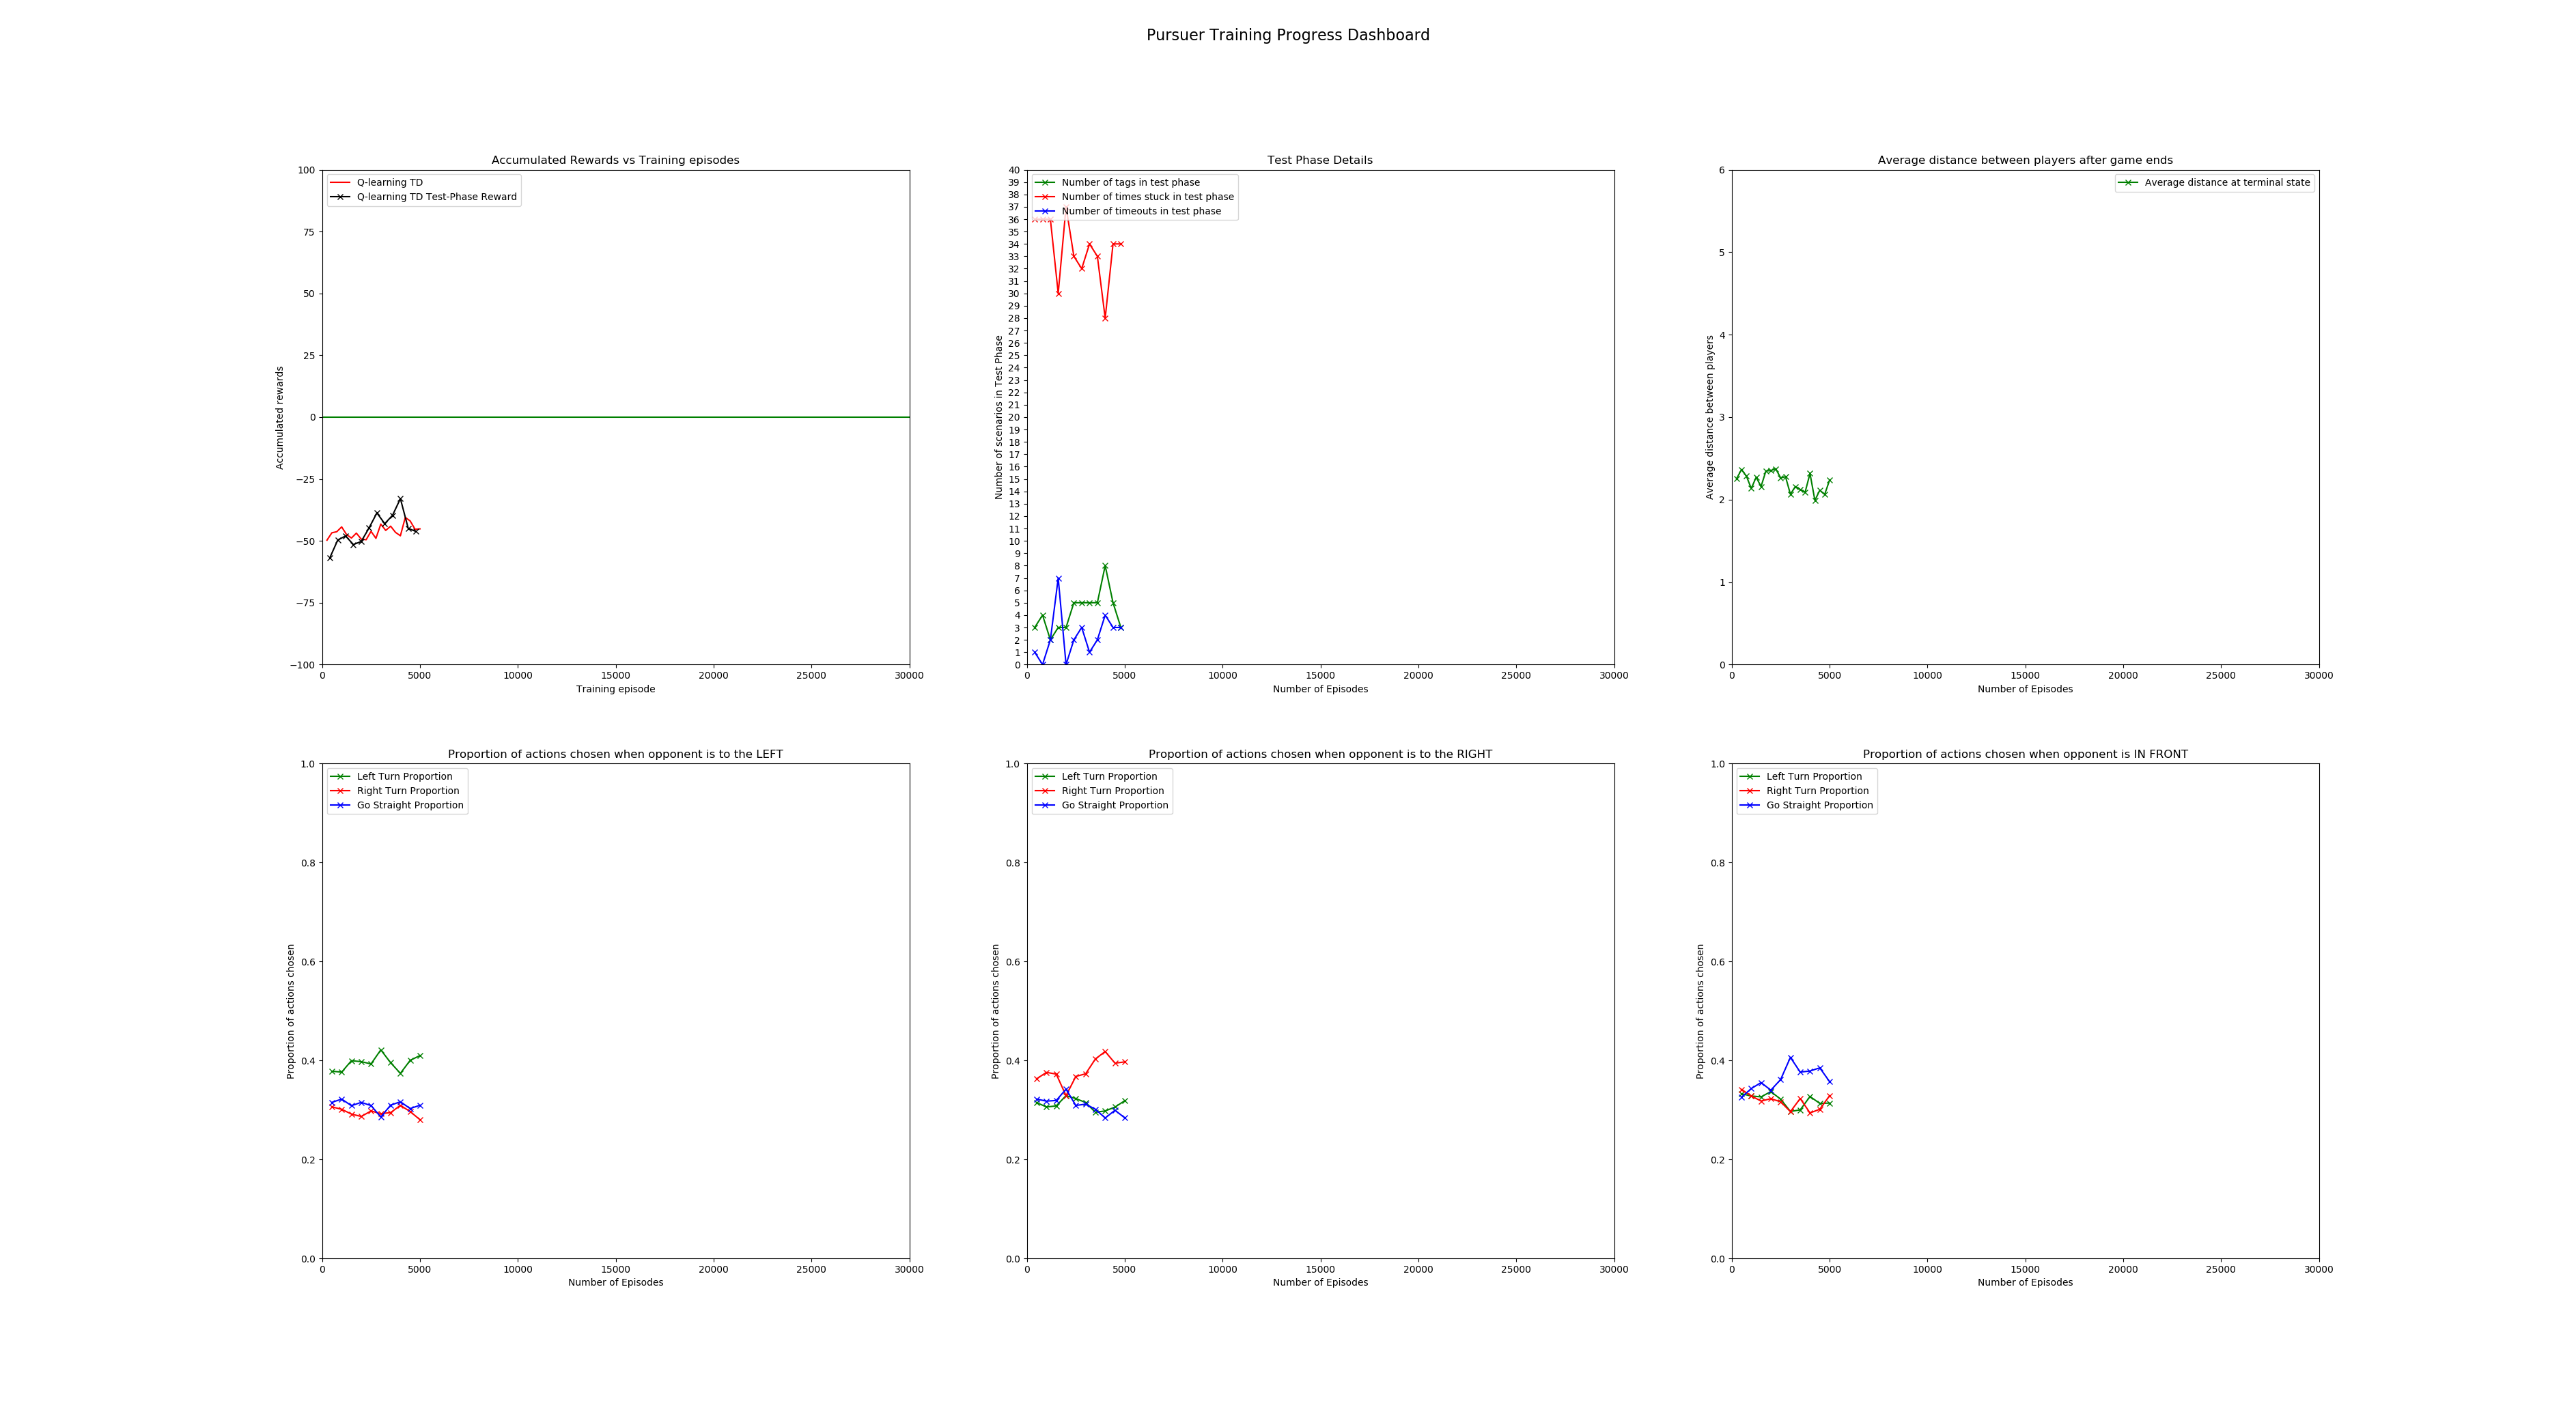 Pursuer Training Progress Dashboard
Accumulated Rewards vs Training episodes
Q-learning TD
Q-learning TD Test-Phase Reward
100
75
50
25
0
−25
−50
−75
−100
Accumulated rewards
0 5000 10000 15000 20000 25000 30000
Training episode
Test Phase Details
Number of tags in test phase
Number of times stuck in test phase
Number of timeouts in test phase
40
39
38
37
36
35
34
33
32
31
30
29
28
27
26
25
24
23
22
21
20
19
18
17
16
15
14
13
12
11
10
9
8
7
6
5
4
3
2
1
0
Number of scenarios in Test Phase
0 5000 10000 15000 20000 25000 30000
Number of Episodes
Average distance between players after game ends
Average distance at terminal state
6
5
4
3
2
1
0
Average distance between players
0 5000 10000 15000 20000 25000 30000
Number of Episodes
Proportion of actions chosen when opponent is to the LEFT
Left Turn Proportion
Right Turn Proportion
Go Straight Proportion
1.0
0.8
0.6
0.4
0.2
0.0
Proportion of actions chosen
0 5000 10000 15000 20000 25000 30000
Number of Episodes
Proportion of actions chosen when opponent is to the RIGHT
Left Turn Proportion
Right Turn Proportion
Go Straight Proportion
1.0
0.8
0.6
0.4
0.2
0.0
Proportion of actions chosen
0 5000 10000 15000 20000 25000 30000
Number of Episodes
Proportion of actions chosen when opponent is IN FRONT
Left Turn Proportion
Right Turn Proportion
Go Straight Proportion
1.0
0.8
0.6
0.4
0.2
0.0
Proportion of actions chosen
0 5000 10000 15000 20000 25000 30000
Number of Episodes